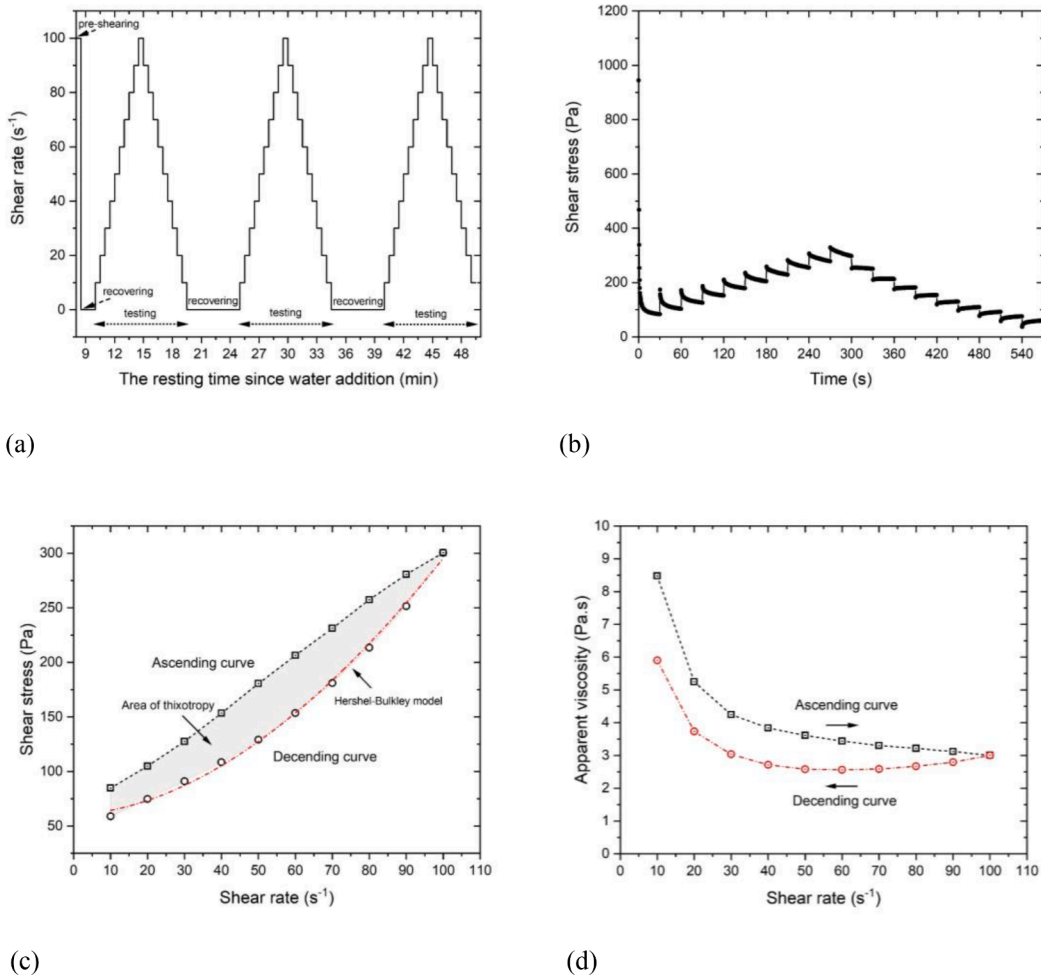 pre-shearing
100
80
60
40
20
0
Shear rate (s⁻¹)
recovering
recovering
recovering
testing
testing
testing
9 12 15 18 21 24 27 30 33 36 39 42 45 48
The resting time since water addition (min)
(a)
1200
1000
800
600
400
200
0
Shear stress (Pa)
0 60 120 180 240 300 360 420 480 540
Time (s)
(b)
300
250
200
150
100
50
Shear stress (Pa)
Ascending curve
Area of thixotropy
Hershel-Bulkley model
Decending curve
0 10 20 30 40 50 60 70 80 90 100 110
Shear rate (s⁻¹)
(c)
10
9
8
7
6
5
4
3
2
1
0
Apparent viscosity (Pa.s)
Ascending curve
Decending curve
0 10 20 30 40 50 60 70 80 90 100 110
Shear rate (s⁻¹)
(d)